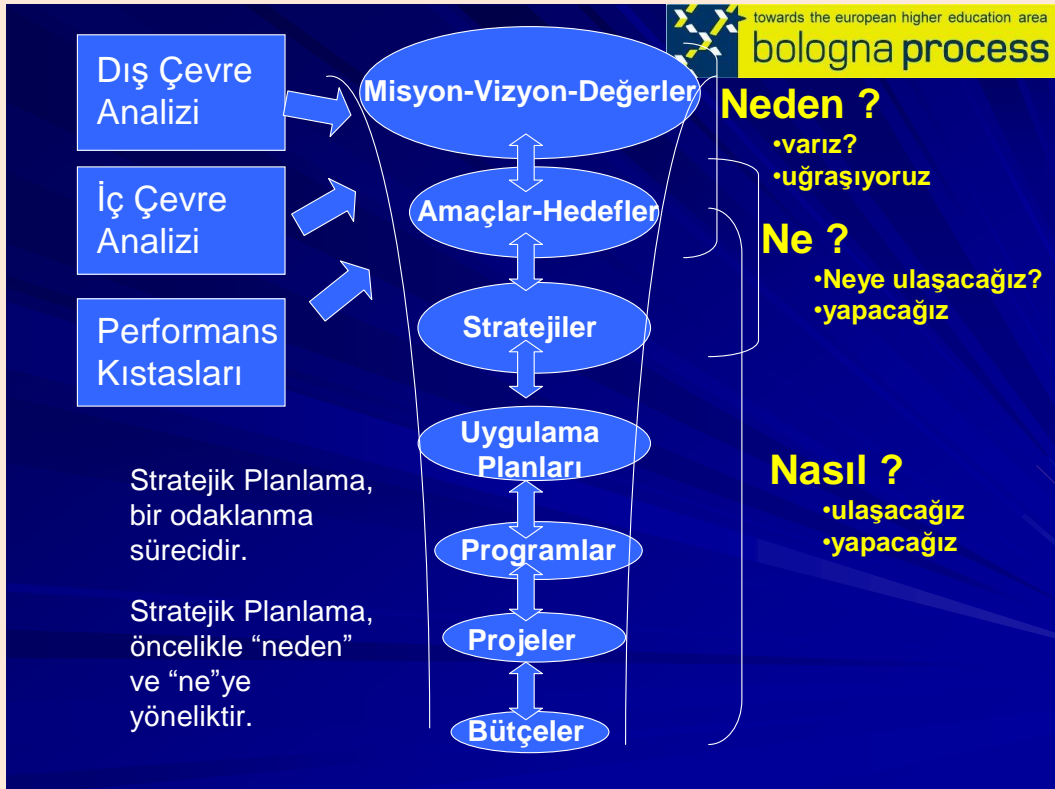 towards the european higher education area
bologna process
Dış Çevre
Analizi
İç Çevre
Analizi
Performans
Kıstasları
Misyon-Vizyon-Değerler
Amaçlar-Hedefler
Stratejiler
Uygulama
Planları
Programlar
Projeler
Bütçeler
Neden ?
•varız?
•uğraşıyoruz
Ne ?
•Neye ulaşacağız?
•yapacağız
Nasıl ?
•ulaşacağız
•yapacağız
Stratejik Planlama,
bir odaklanma
sürecidir.
Stratejik Planlama,
öncelikle “neden”
ve “ne”ye
yöneliktir.